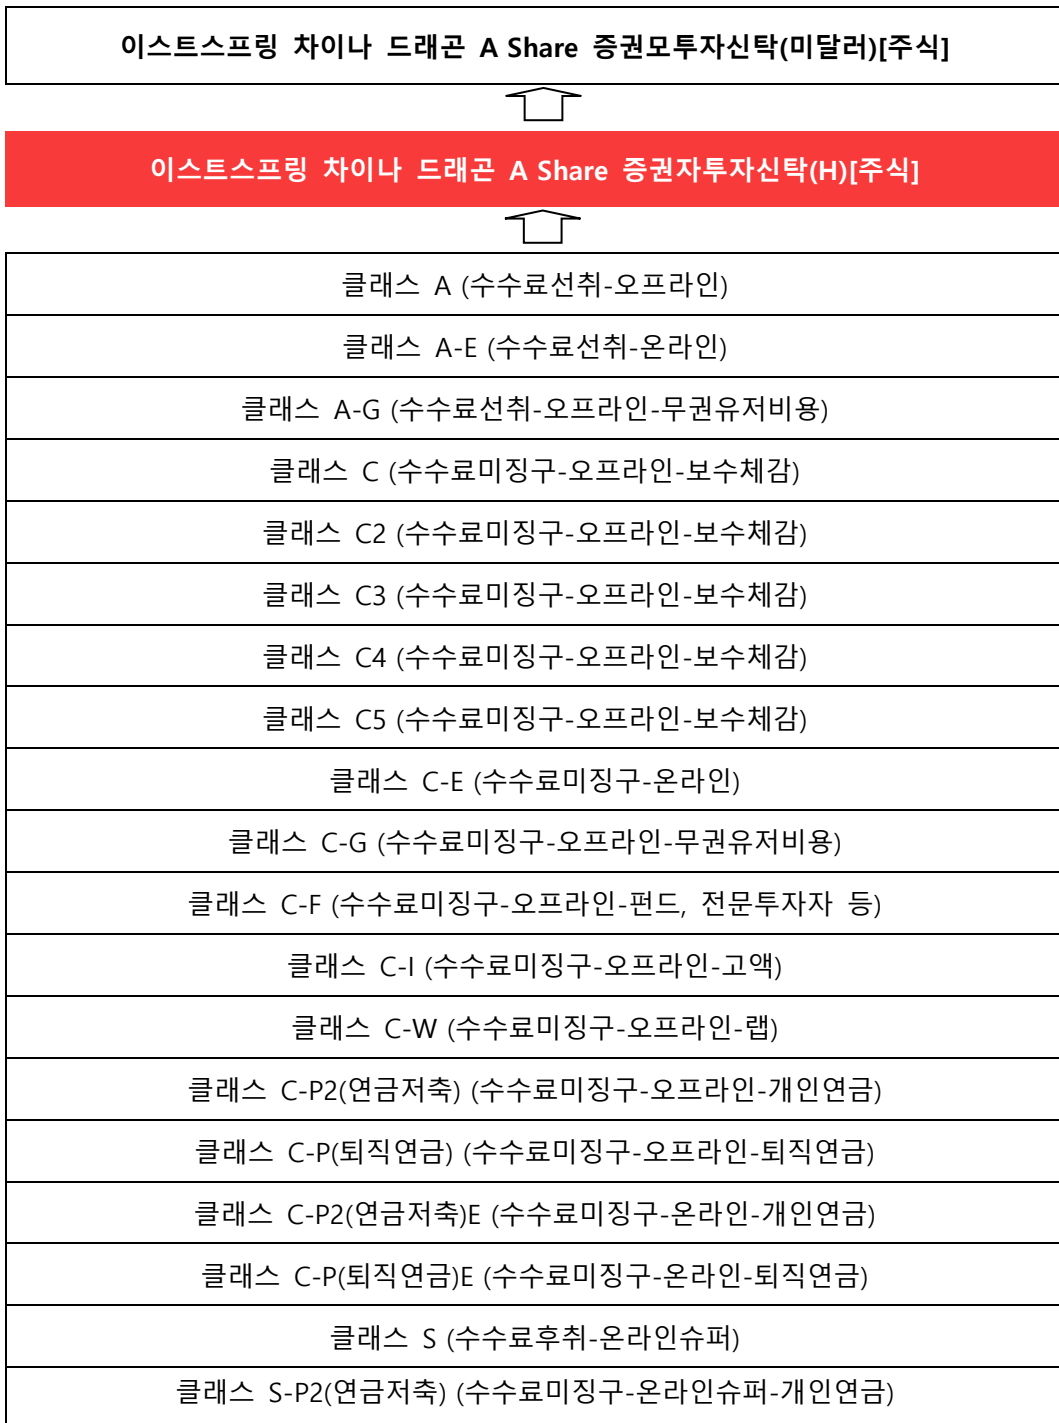 이스트스프링 차이나 드래곤 A Share 증권모투자신탁(미달러)[주식]
이스트스프링 차이나 드래곤 A Share 증권자투자신탁(H)[주식]
클래스 A (수수료선취-오프라인)
클래스 A-E (수수료선취-온라인)
클래스 A-G (수수료선취-오프라인-무권유저비용)
클래스 C (수수료미징구-오프라인-보수체감)
클래스 C2 (수수료미징구-오프라인-보수체감)
클래스 C3 (수수료미징구-오프라인-보수체감)
클래스 C4 (수수료미징구-오프라인-보수체감)
클래스 C5 (수수료미징구-오프라인-보수체감)
클래스 C-E (수수료미징구-온라인)
클래스 C-G (수수료미징구-오프라인-무권유저비용)
클래스 C-F (수수료미징구-오프라인-펀드, 전문투자자 등)
클래스 C-I (수수료미징구-오프라인-고액)
클래스 C-W (수수료미징구-오프라인-랩)
클래스 C-P2(연금저축) (수수료미징구-오프라인-개인연금)
클래스 C-P(퇴직연금) (수수료미징구-오프라인-퇴직연금)
클래스 C-P2(연금저축)E (수수료미징구-온라인-개인연금)
클래스 C-P(퇴직연금)E (수수료미징구-온라인-퇴직연금)
클래스 S (수수료후취-온라인슈퍼)
클래스 S-P2(연금저축) (수수료미징구-온라인슈퍼-개인연금)